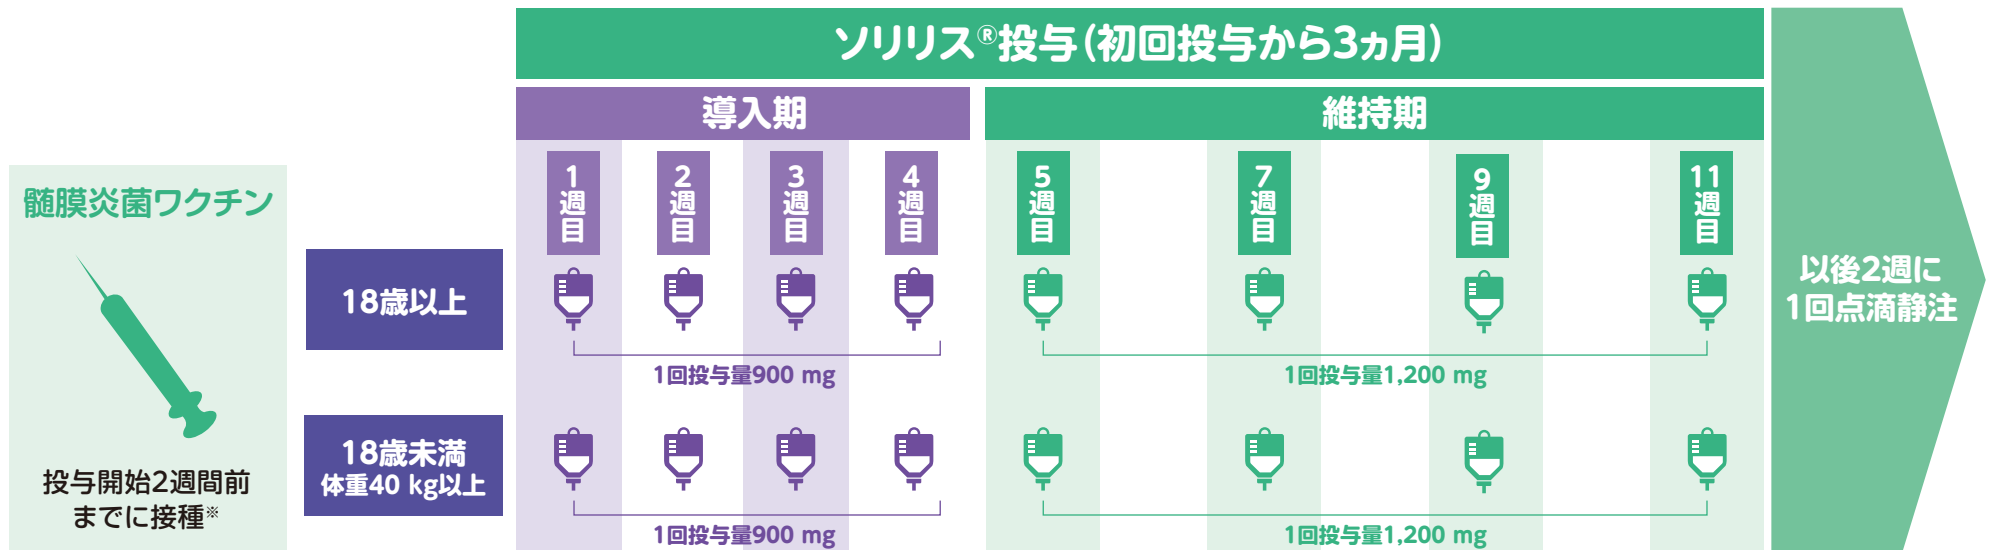 ソリリス®投与(初回投与から3ヵ月)
導入期
維持期
髄膜炎菌ワクチン
投与開始2週間前
までに接種※
1週目
2週目
3週目
4週目
5週目
7週目
9週目
11週目
18歳以上
1回投与量900 mg
1回投与量1,200 mg
18歳未満
体重40 kg以上
1回投与量900 mg
1回投与量1,200 mg
以後2週に
1回点滴静注